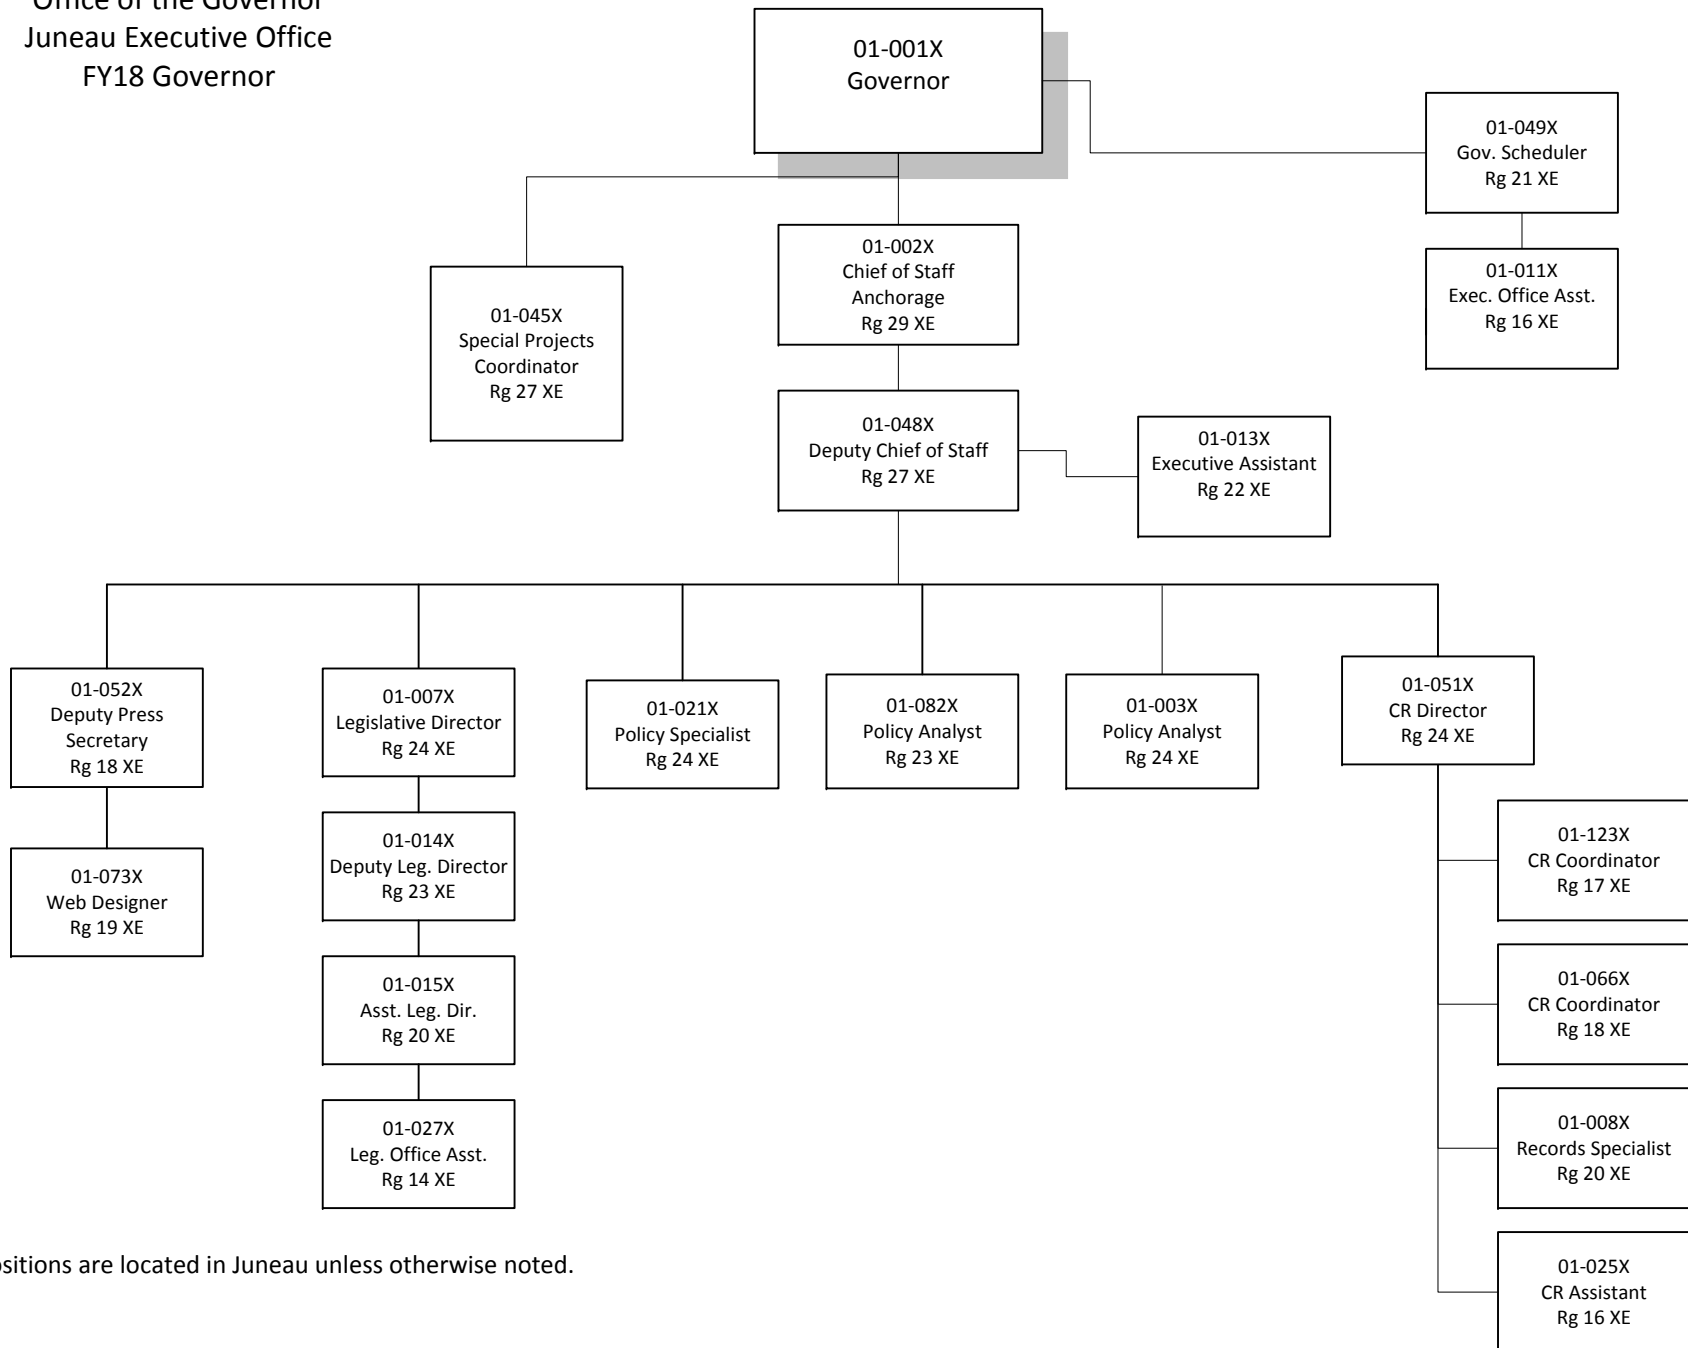 Office of the Governor
Juneau Executive Office
FY18 Governor
01-001X
Governor
01-049X
Gov. Scheduler
Rg 21 XE
01-011X
Exec. Office Asst.
Rg 16 XE
01-002X
Chief of Staff
Anchorage
Rg 29 XE
01-045X
Special Projects
Coordinator
Rg 27 XE
01-048X
Deputy Chief of Staff
Rg 27 XE
01-013X
Executive Assistant
Rg 22 XE
01-052X
Deputy Press
Secretary
Rg 18 XE
01-073X
Web Designer
Rg 19 XE
01-007X
Legislative Director
Rg 24 XE
01-014X
Deputy Leg. Director
Rg 23 XE
01-015X
Asst. Leg. Dir.
Rg 20 XE
01-027X
Leg. Office Asst.
Rg 14 XE
01-021X
Policy Specialist
Rg 24 XE
01-082X
Policy Analyst
Rg 23 XE
01-003X
Policy Analyst
Rg 24 XE
01-051X
CR Director
Rg 24 XE
01-123X
CR Coordinator
Rg 17 XE
01-066X
CR Coordinator
Rg 18 XE
01-008X
Records Specialist
Rg 20 XE
01-025X
CR Assistant
Rg 16 XE
ositions are located in Juneau unless otherwise noted.